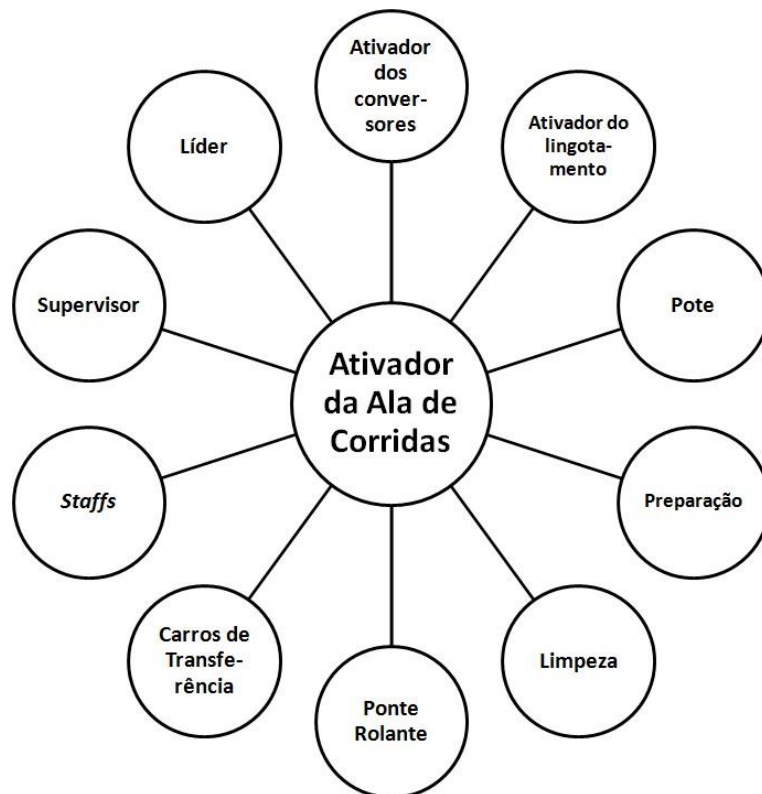 Ativador
dos
conver-
sores
Ativador do
lingota-
mento
Líder
Supervisor
Pote
Ativador
da Ala de
Corridas
Staffs
Preparação
Carros de
Transfe-
rência
Limpeza
Ponte
Rolante